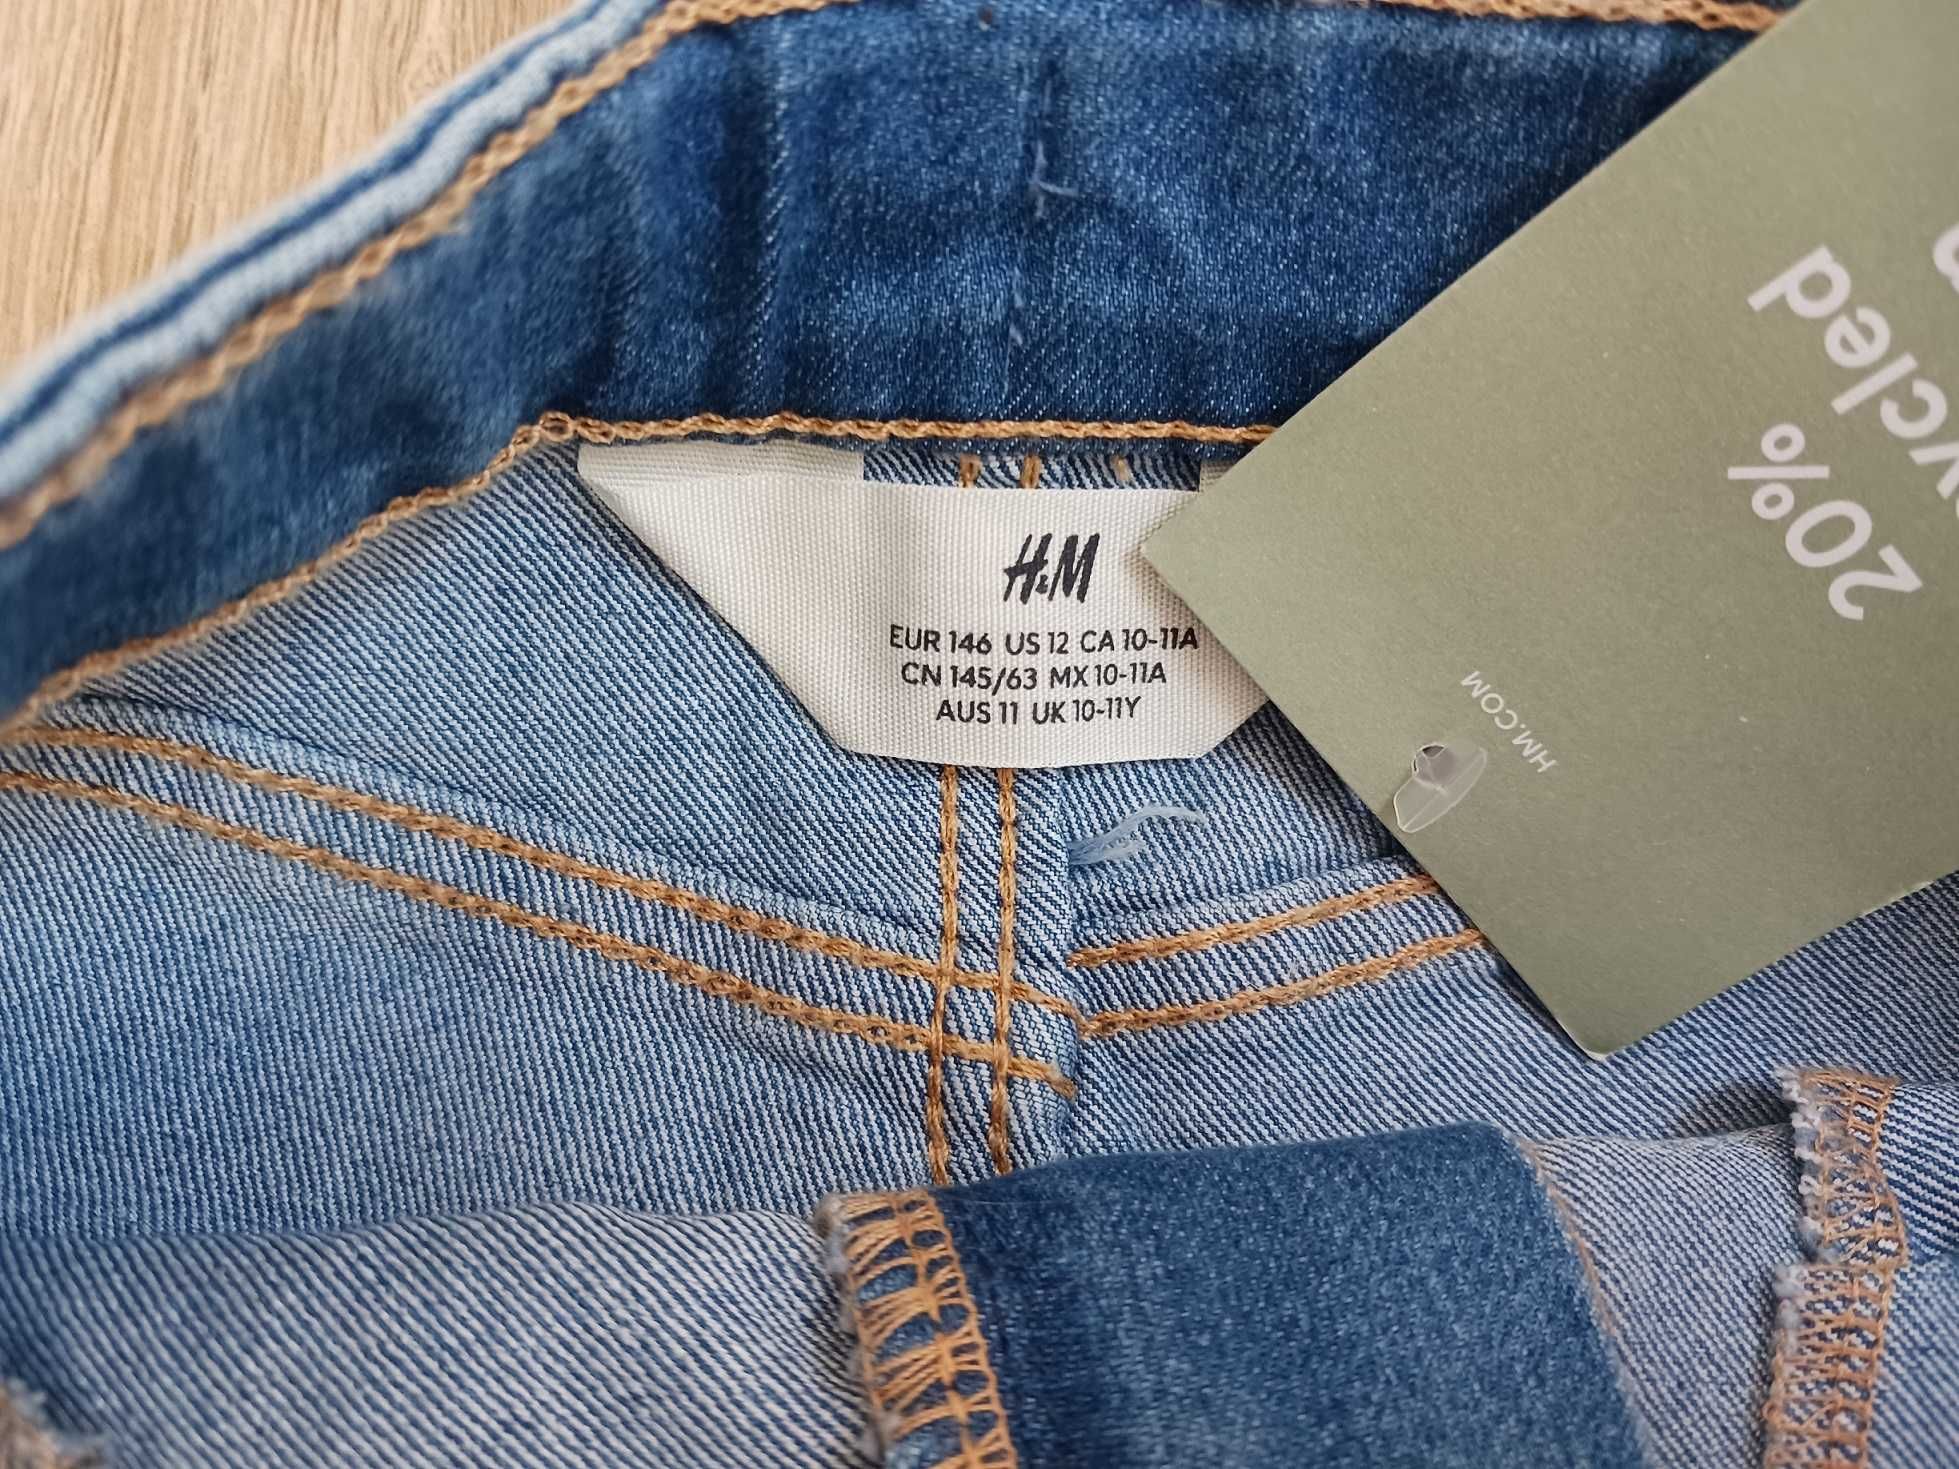 H&M
EUR 146 US 12 CA 10-11A
CN 145/63 MX 10-11A
AUS 11 UK 10-11Y
20%
HM.COM